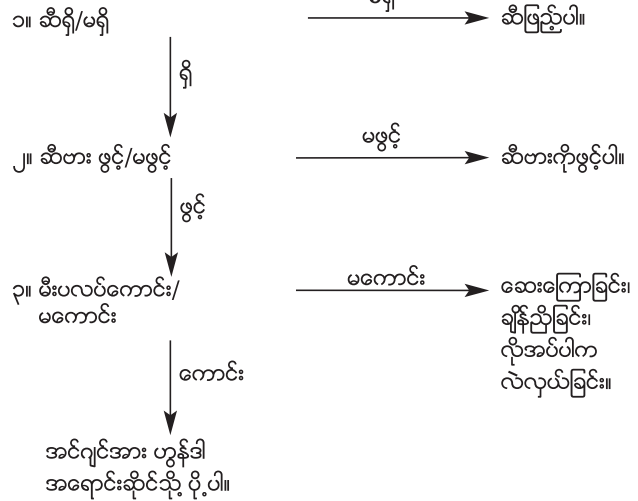 မရှိ
၁။ ဆီရှိ/မရှိ
ဆီဖြည့်ပါ။
ရှိ
၂။ ဆီဗား ဖွင့်/မဖွင့်
မဖွင့်
ဆီဗားကိုဖွင့်ပါ။
ဖွင့်
၃။ မီးပလပ်ကောင်း/
မကောင်း
မကောင်း
ဆေးကြောခြင်း၊
ချိန်ညှိခြင်း၊
လိုအပ်ပါက
လဲလှယ်ခြင်း။
ကောင်း
အင်ဂျင်အား ဟွန်ဒါ
အရောင်းဆိုင်သို့ ပို့ပါ။